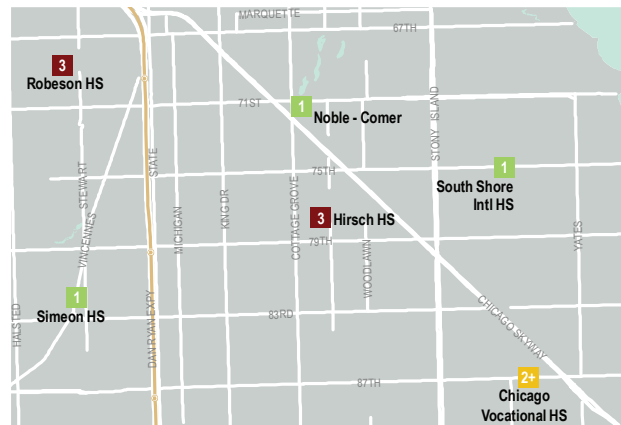 MARQUETTE
67TH
3
Robeson HS
71ST
1
Noble - Comer
STONY ISLAND
STATE
STEWART
75TH
1
South Shore
Intl HS
VINCENNES
MICHIGAN
KING DR
COTTAGE GROVE
3
Hirsch HS
79TH
WOODLAWN
YATES
1
Simeon HS
HALSTED
DAN RYAN EXPY
83RD
CHICAGO SKYWAY
87TH
2+
Chicago
Vocational HS